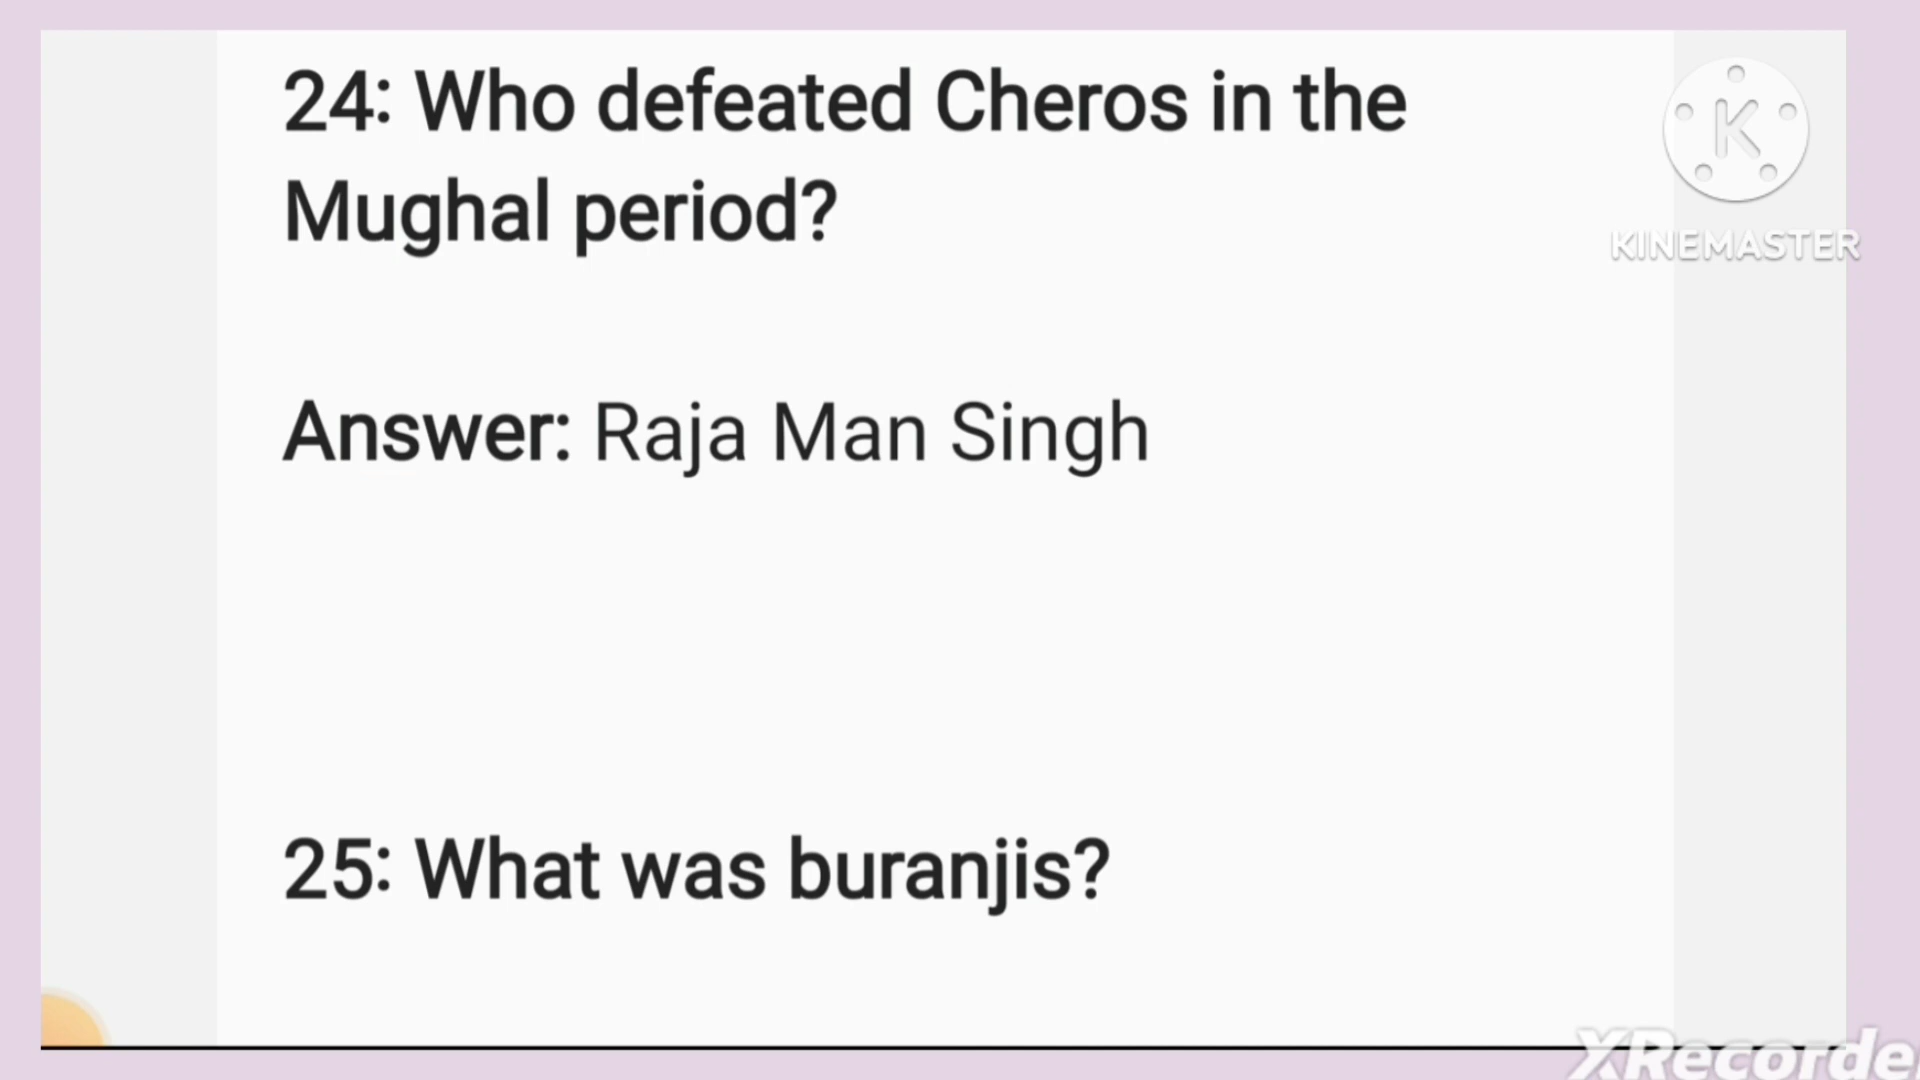 24: Who defeated Cheros in the
Mughal period?
K
KINEMASTER
Answer: Raja Man Singh
25: What was buranjis?
XRecorde